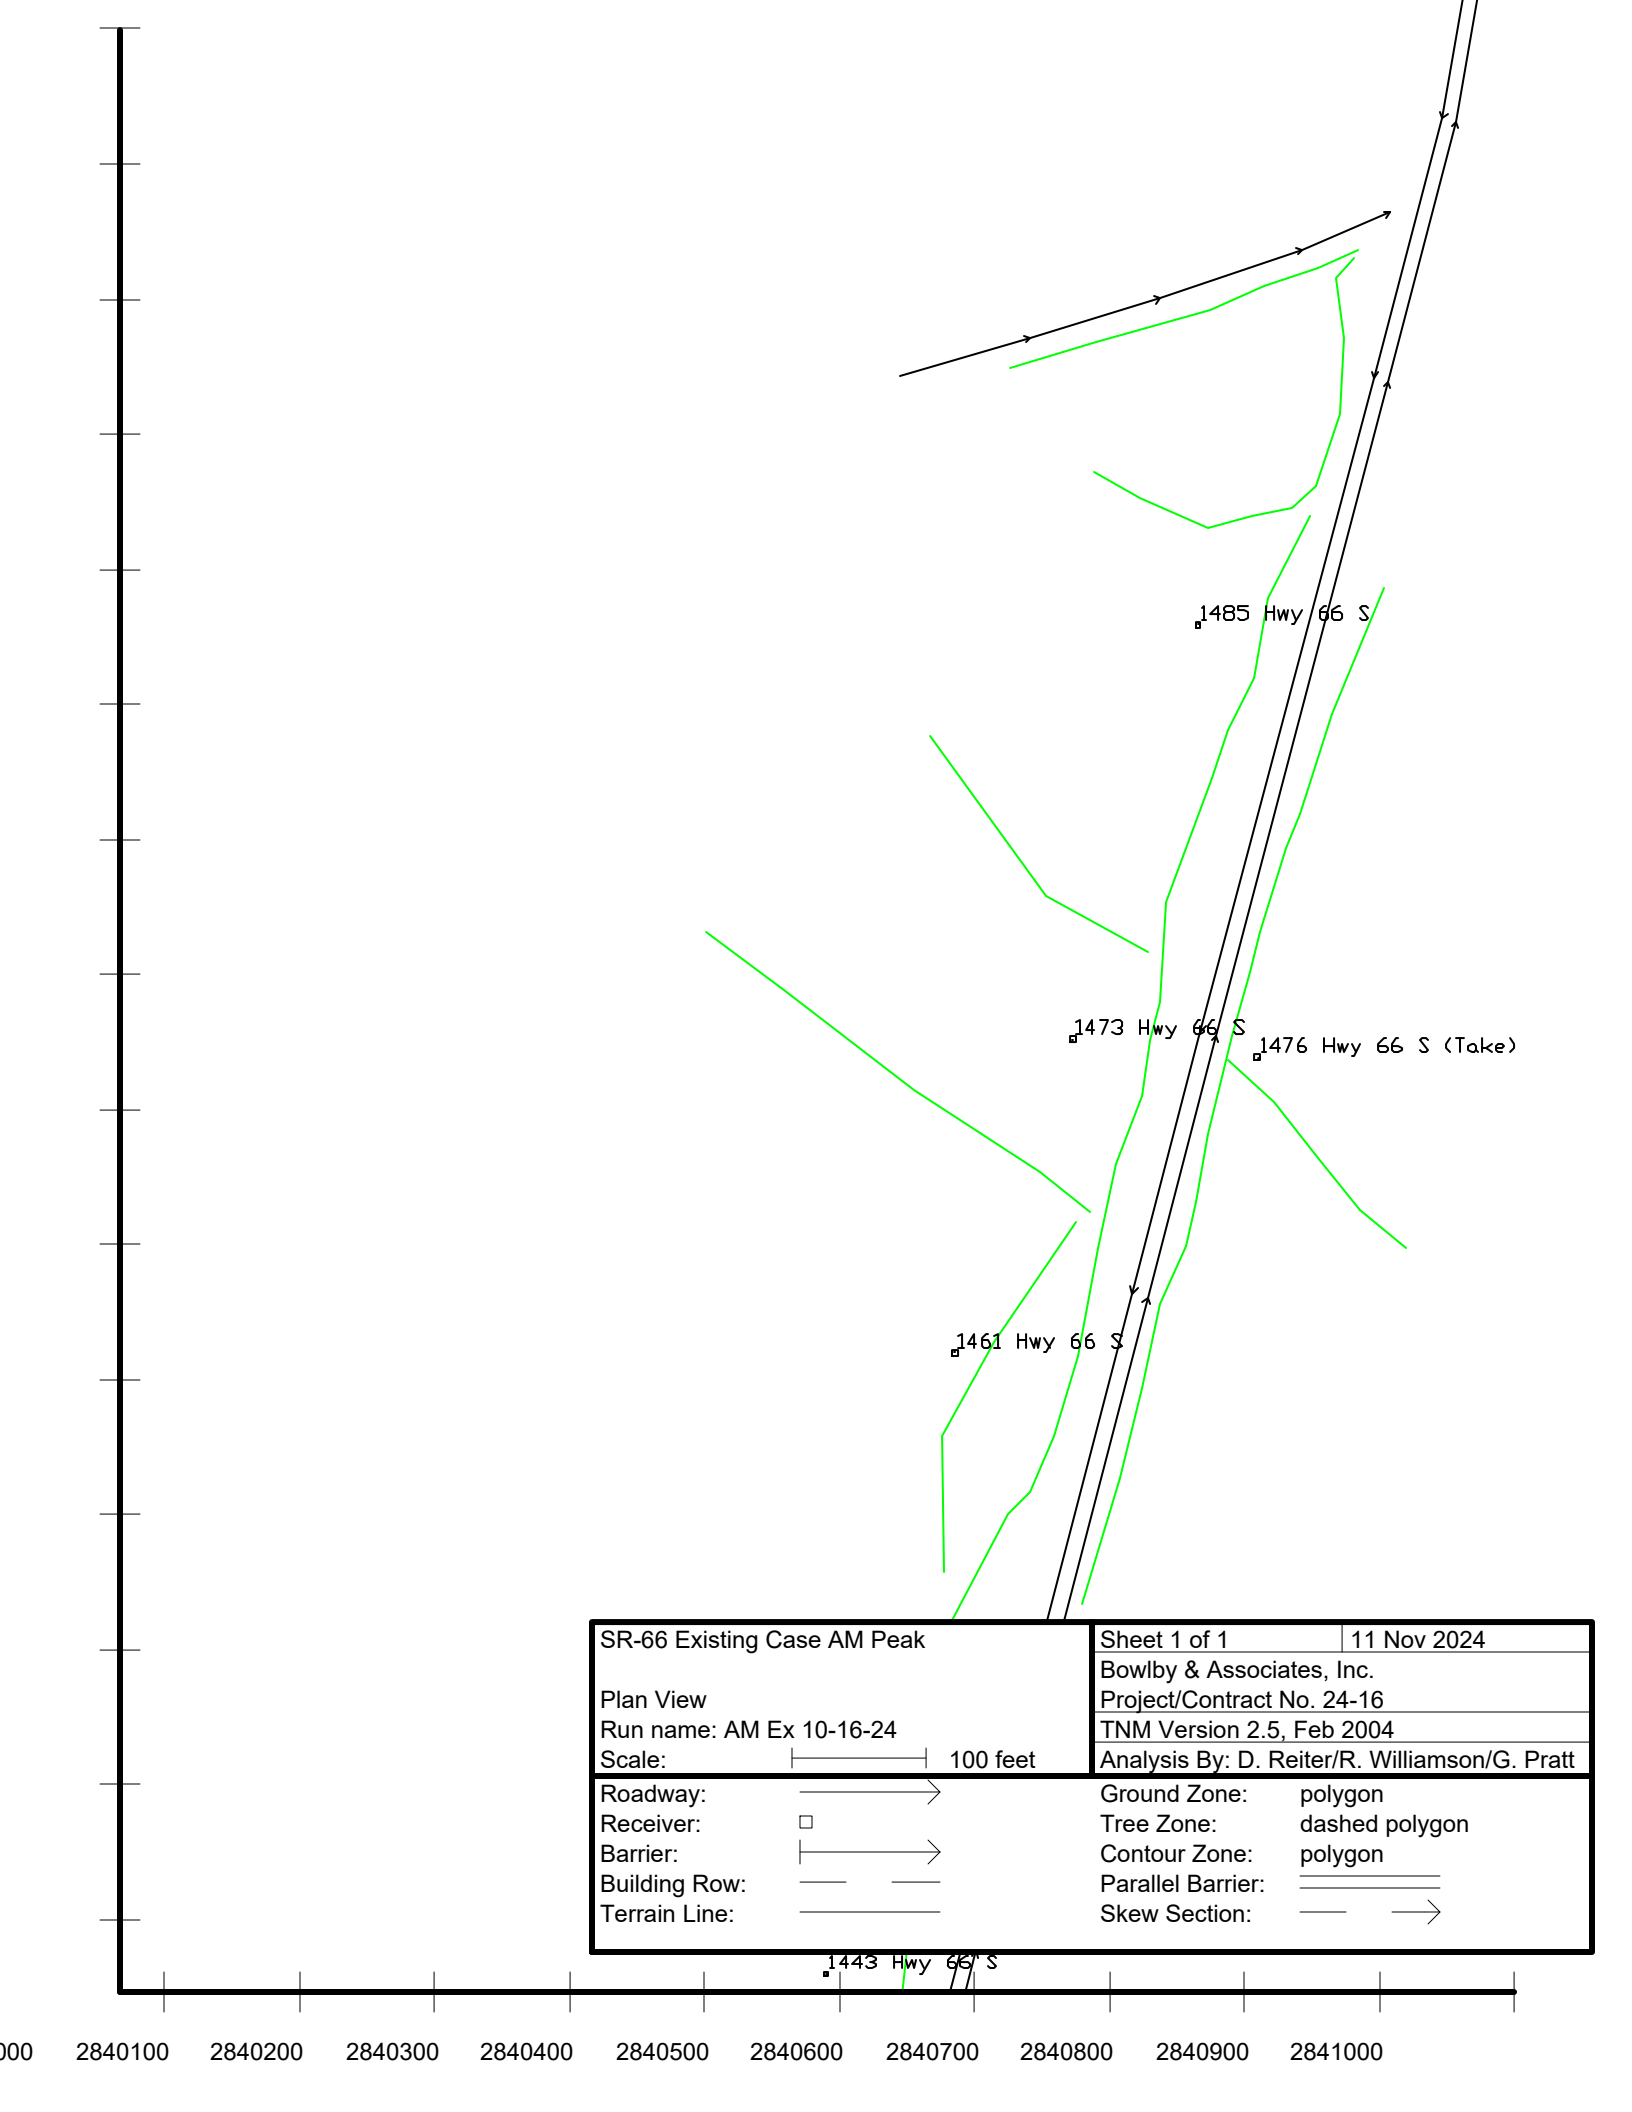 1485 Hwy 66 S
1473 Hwy 66 S
1476 Hwy 66 S (Take)
1461 Hwy 66 S
SR-66 Existing Case AM Peak
Plan View
Run name: AM Ex 10-16-24
Scale: 100 feet
Sheet 1 of 1 11 Nov 2024
Bowlby & Associates, Inc.
Project/Contract No. 24-16
TNM Version 2.5, Feb 2004
Analysis By: D. Reiter/R. Williamson/G. Pratt
Roadway:
Receiver:
Barrier:
Building Row:
Terrain Line:
Ground Zone: polygon
Tree Zone: dashed polygon
Contour Zone: polygon
Parallel Barrier:
Skew Section:
1443 Hwy 66 S
000 2840100 2840200 2840300 2840400 2840500 2840600 2840700 2840800 2840900 2841000